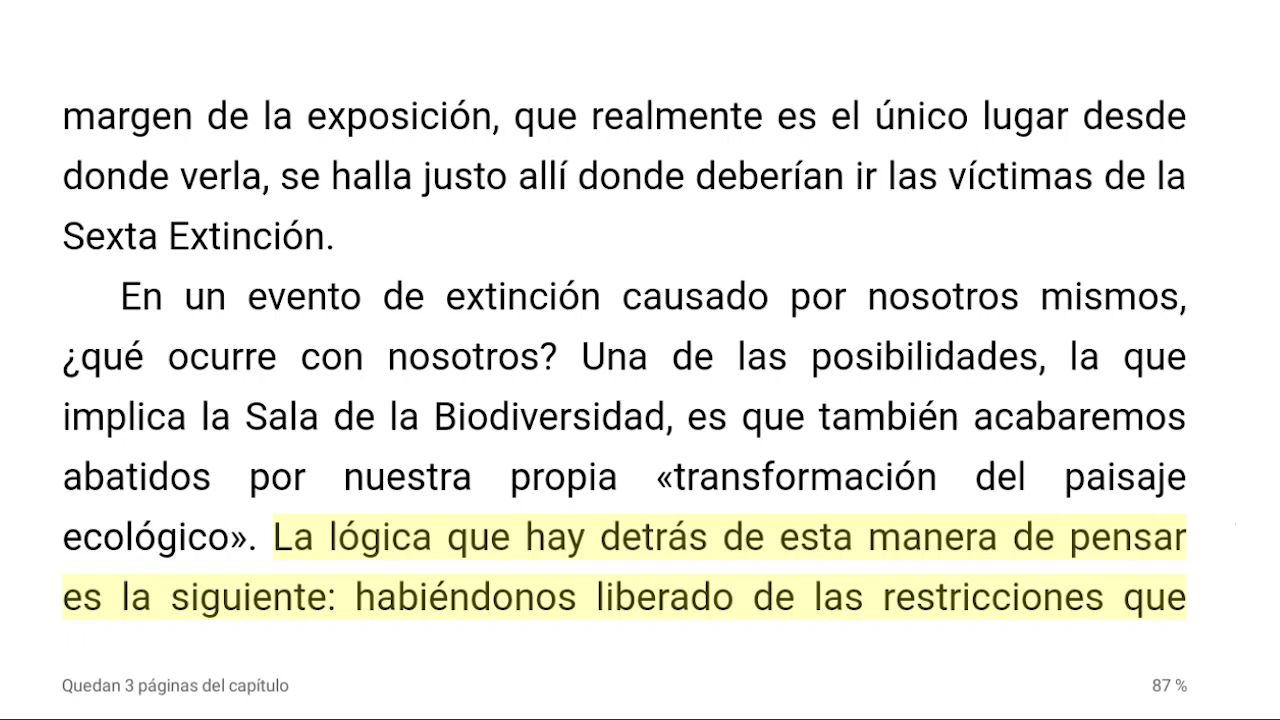 margen de la exposición, que realmente es el único lugar desde
donde verla, se halla justo allí donde deberían ir las víctimas de la
Sexta Extinción.
En un evento de extinción causado por nosotros mismos,
¿qué ocurre con nosotros? Una de las posibilidades, la que
implica la Sala de la Biodiversidad, es que también acabaremos
abatidos por nuestra propia «transformación del paisaje
ecológico». La lógica que hay detrás de esta manera de pensar
es la siguiente: habiéndonos liberado de las restricciones que
Quedan 3 páginas del capítulo
87 %